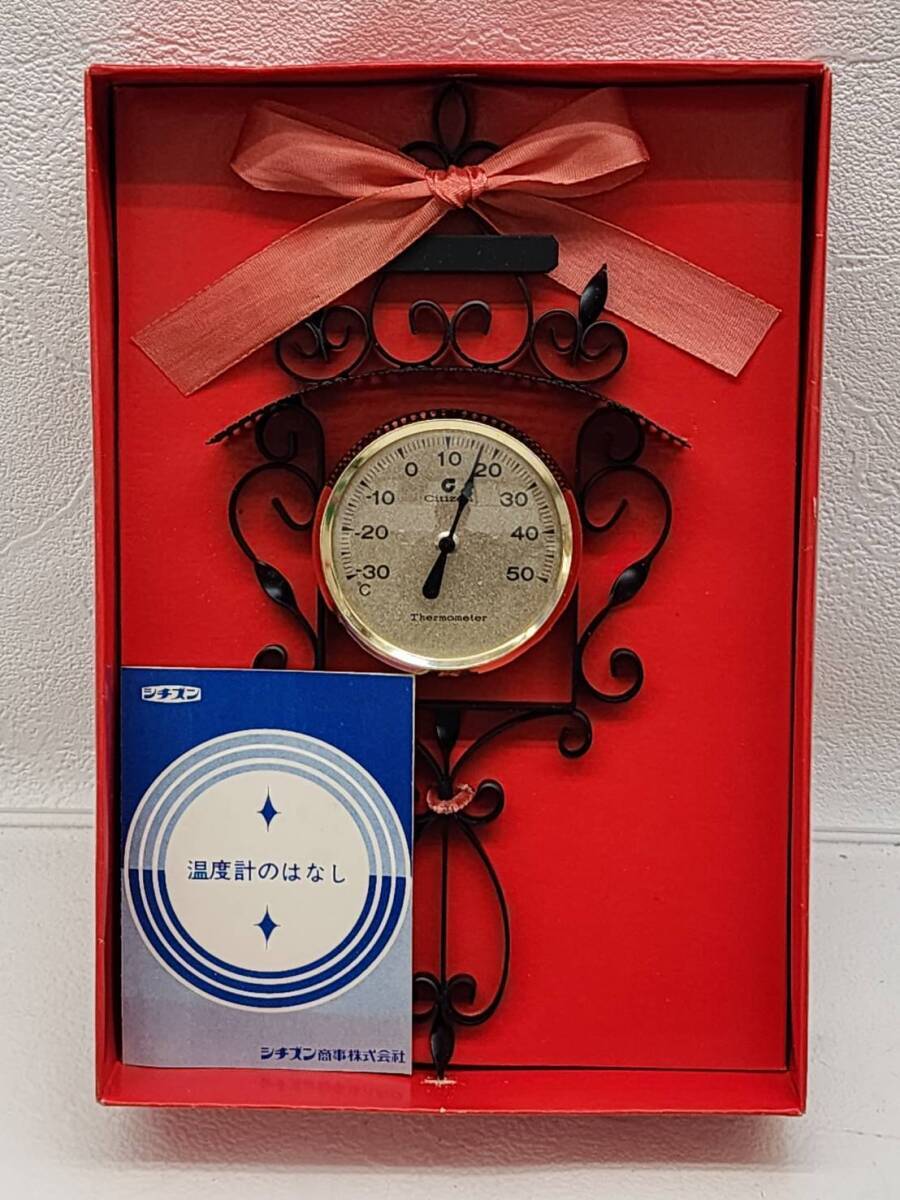 0 10 20
-10 30
Citizen
-20 40
-30 50
°C
Thermometer
シチズン
温度計のはなし
シチズン商事株式会社